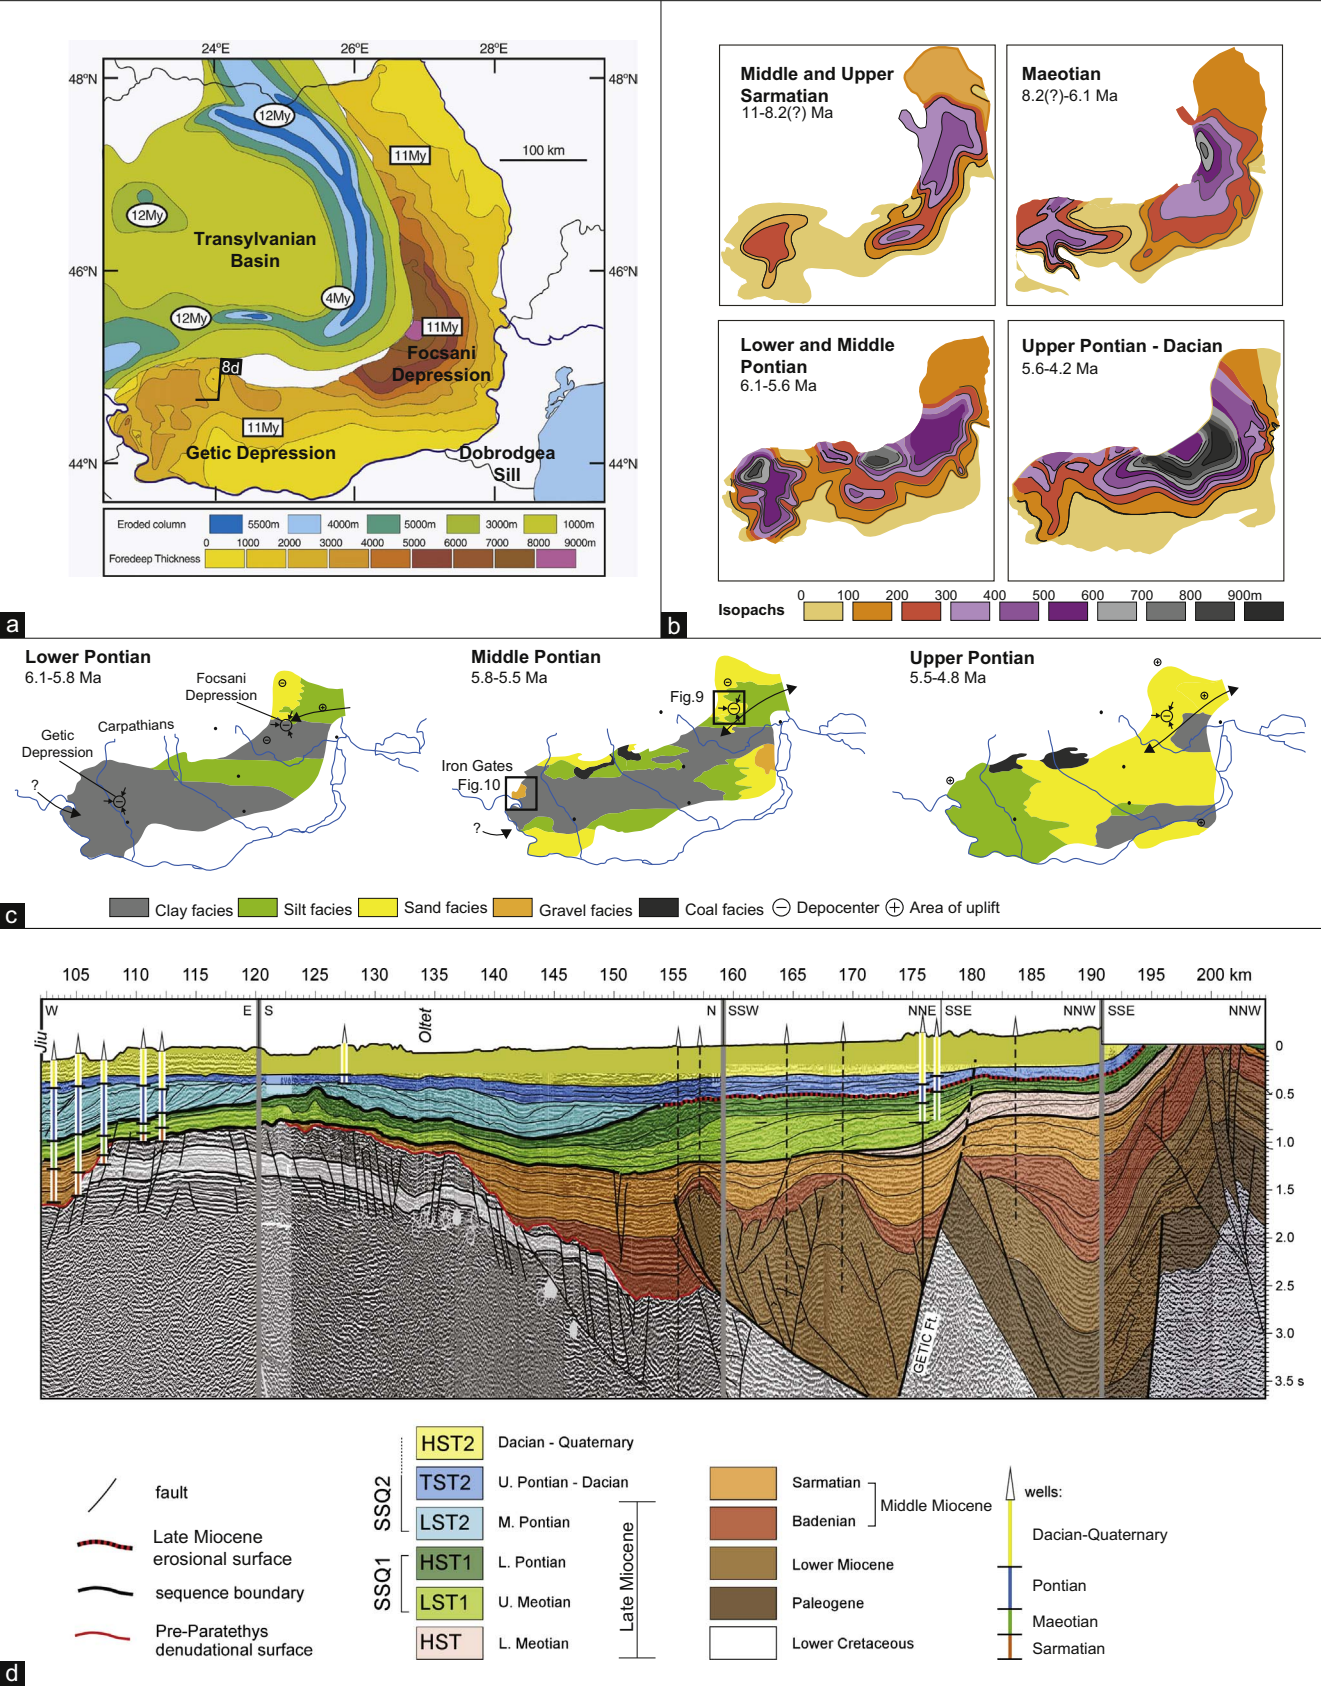 24°E 26°E 28°E
48°N 48°N
12My
11My
100 km
12My
Transylvanian
Basin
46°N 46°N
4My
12My
11My
Focsani
Depression
8d
11My
Getic Depression
Dobrodgea
Sill
44°N 44°N
Eroded column 5500m 4000m 5000m 3000m 1000m
0 1000 2000 3000 4000 5000 6000 7000 8000 9000m
Foredeep Thickness
a
Middle and Upper
Sarmatian
11-8.2(?) Ma
Maeotian
8.2(?)-6.1 Ma
Lower and Middle
Pontian
6.1-5.6 Ma
Upper Pontian - Dacian
5.6-4.2 Ma
0 100 200 300 400 500 600 700 800 900m
Isopachs
b
Lower Pontian
6.1-5.8 Ma
Focsani
Depression
Carpathians
Getic
Depression
?
Middle Pontian
5.8-5.5 Ma
Fig.9
Iron Gates
Fig.10
?
Upper Pontian
5.5-4.8 Ma
Clay facies Silt facies Sand facies Gravel facies Coal facies Depocenter Area of uplift
c
105 110 115 120 125 130 135 140 145 150 155 160 165 170 175 180 185 190 195 200 km
W E S N SSW NNE SSE NNW SSE NNW
Jiu
Oltet
0
0.5
1.0
1.5
2.0
2.5
3.0
3.5 s
GETIC Ft.
fault
Late Miocene
erosional surface
sequence boundary
Pre-Paratethys
denudational surface
SSQ2
SSQ1
HST2 Dacian - Quaternary
TST2 U. Pontian - Dacian
LST2 M. Pontian
HST1 L. Pontian
LST1 U. Meotian
HST L. Meotian
Late Miocene
Sarmatian
Badenian
Middle Miocene
Lower Miocene
Paleogene
Lower Cretaceous
wells:
Dacian-Quaternary
Pontian
Maeotian
Sarmatian
d